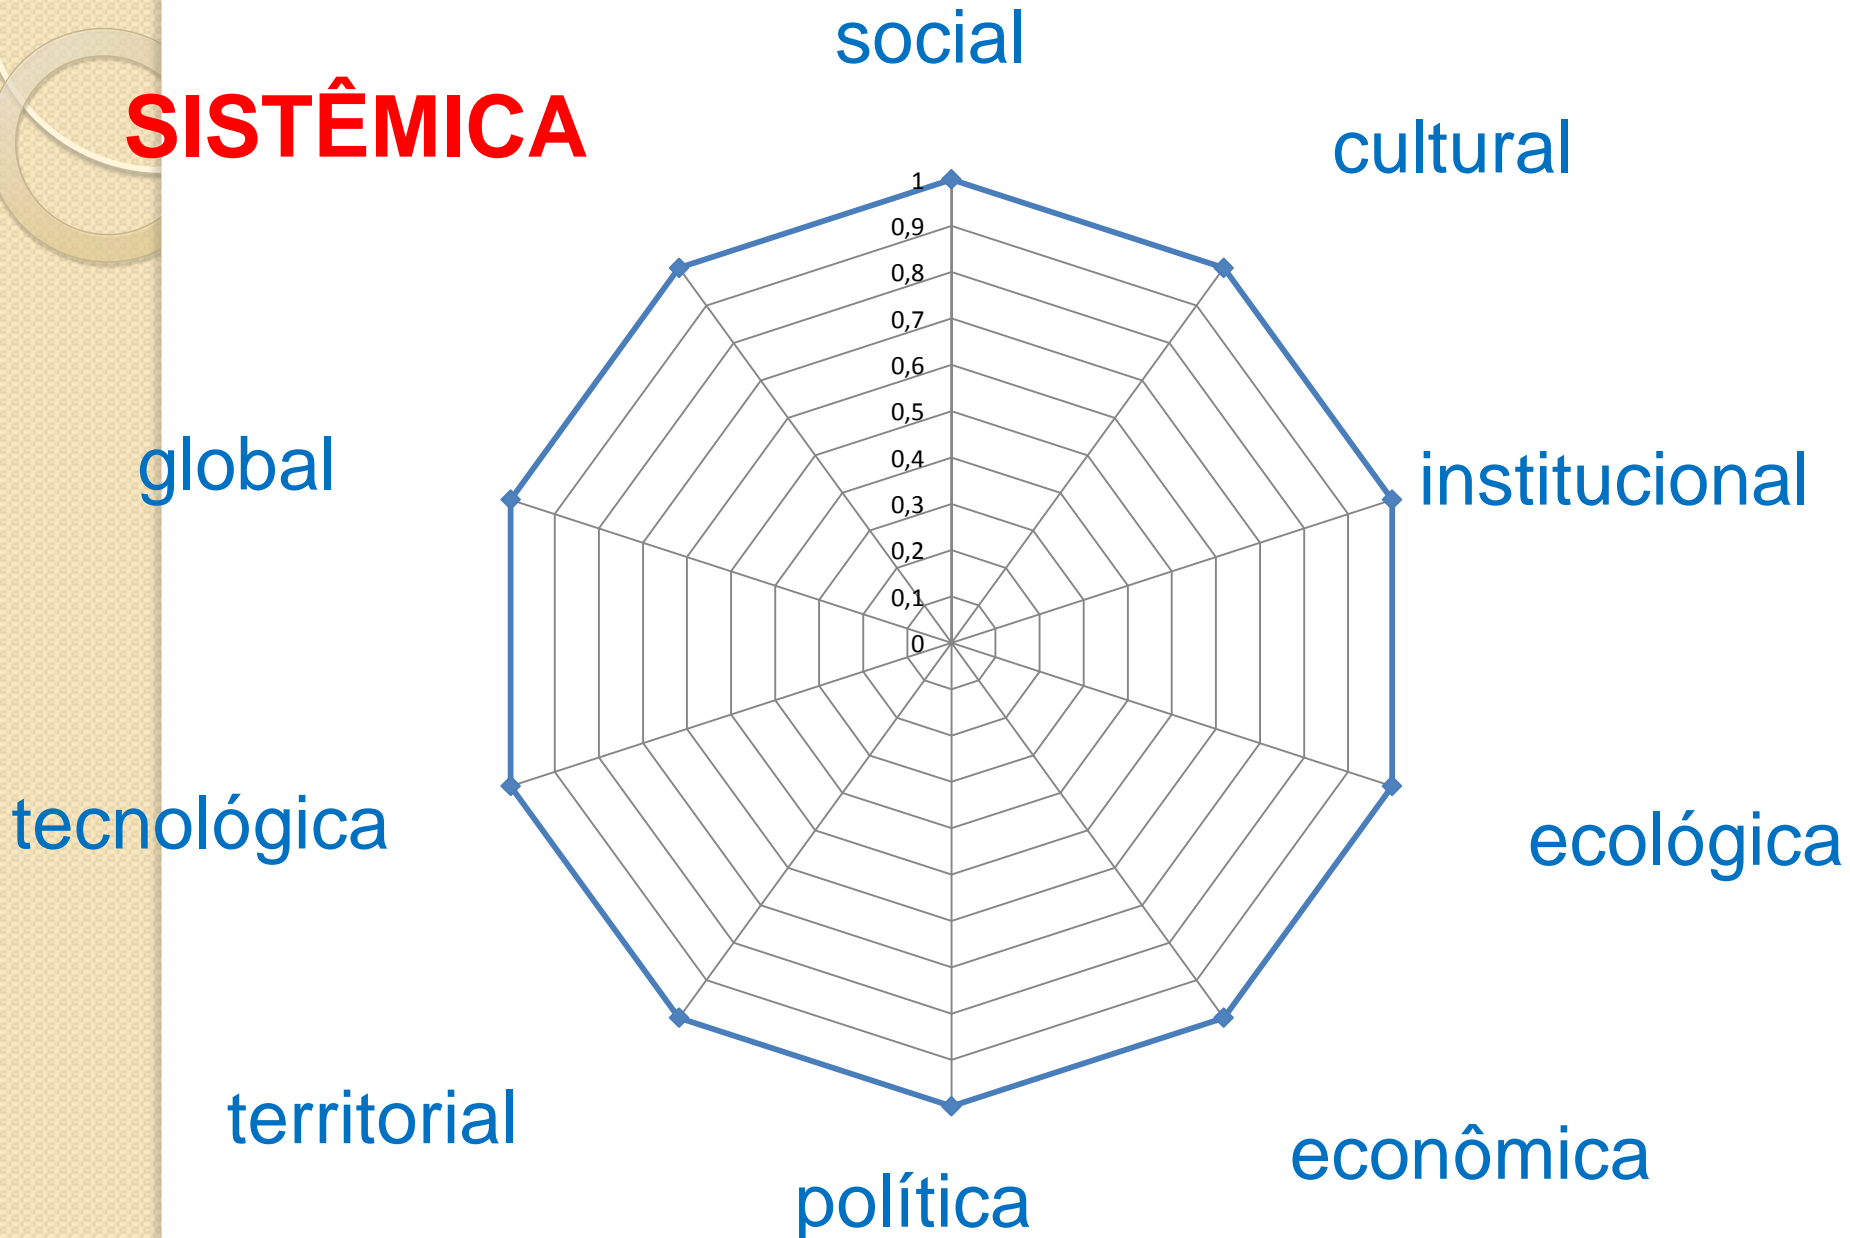 social
SISTÊMICA
cultural
1
0,9
0,8
0,7
0,6
0,5
0,4
0,3
0,2
0,1
0
global
institucional
tecnológica
ecológica
territorial
econômica
política